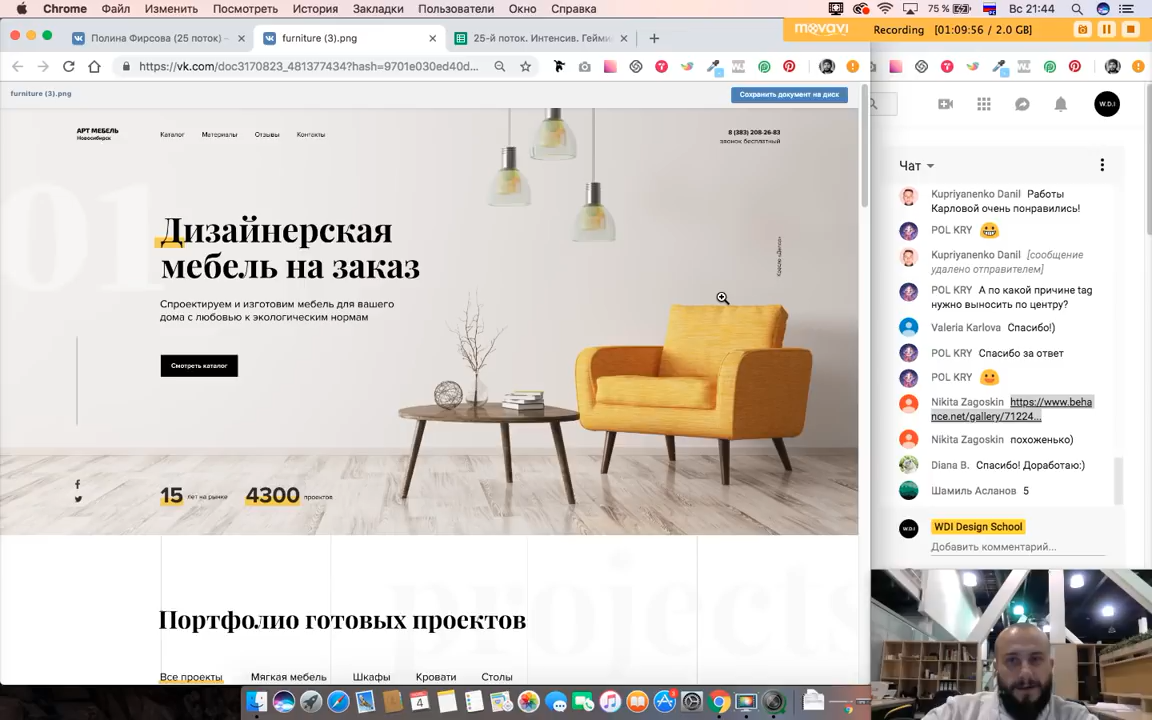 Chrome Файл Изменить Посмотреть История Закладки Пользователи Окно Справка
75 % Вс 21:44
Полина Фирсова (25 поток) –
furniture (3).png
25-й поток. Интенсив. Гейми
movavi
Recording [01:09:56 / 2.0 GB]
https://vk.com/doc3170823_481377434?hash=9701e030ed40d...
furniture (3).png
Сохранить документ на диск
АРТ МЕБЕЛЬ
Новосибирск
Каталог Материалы Отзывы Контакты
8 (383) 208-26-83
звонок бесплатный
01
Дизайнерская
мебель на заказ
Спроектируем и изготовим мебель для вашего
дома с любовью к экологическим нормам
Смотреть каталог
15 лет на рынке 4300 проектов
projects
Портфолио готовых проектов
Все проекты Мягкая мебель Шкафы Кровати Столы
W.D.I
Чат
Kupriyanenko Danil Работы
Карловой очень понравились!
POL KRY
Kupriyanenko Danil [сообщение
удалено отправителем]
POL KRY А по какой причине tag
нужно выносить по центру?
Valeria Karlova Спасибо!)
POL KRY Спасибо за ответ
POL KRY
Nikita Zagoskin https://www.beha
nce.net/gallery/71224...
Nikita Zagoskin похоженько)
Diana B. Спасибо! Доработаю:)
Шамиль Асланов 5
W.D.I
WDI Design School
Добавить комментарий...
4